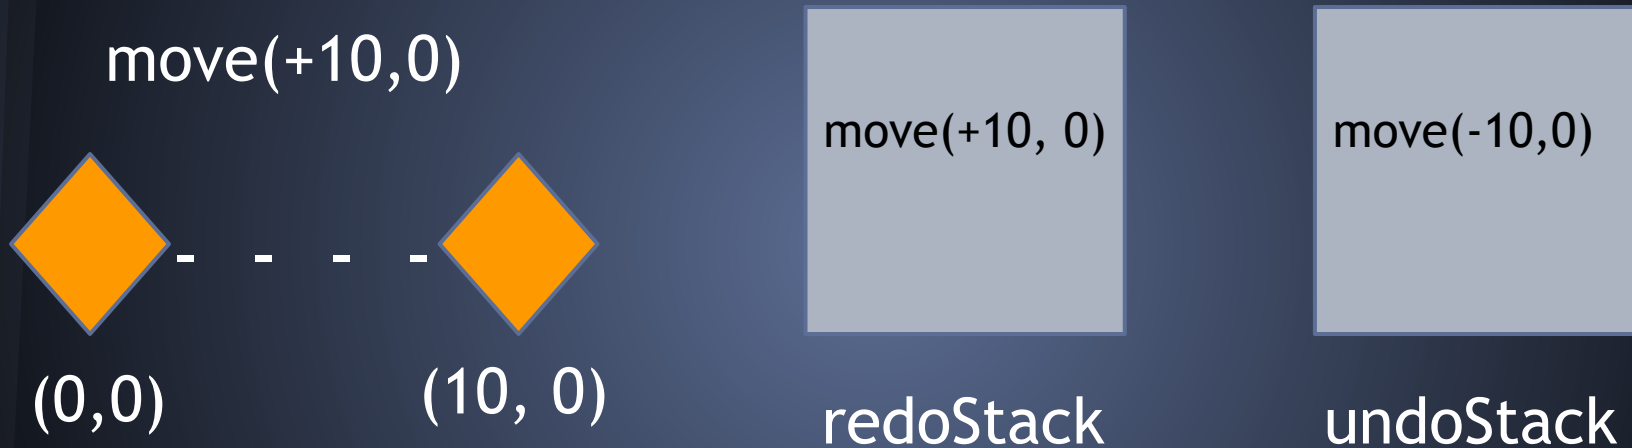 move(+10,0)
(0,0)
(10, 0)
move(+10, 0)
redoStack
move(-10,0)
undoStack